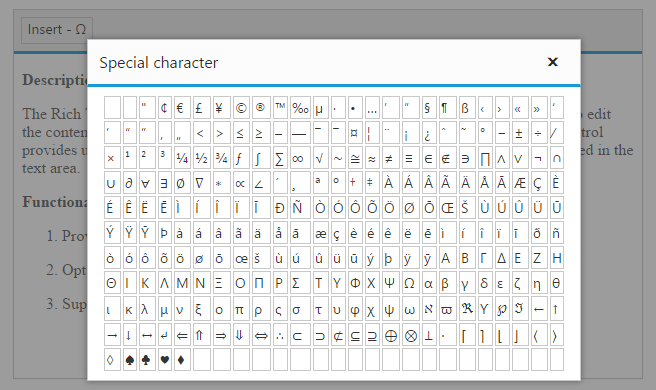 Insert - Ω
Special character ×
Descripti
The Rich T o edit
the conten trol
provides u ed in the
text area.
Functiona
1. Prov
2. Opt
3. Sup
" ¢ € £ ¥ © ® ™ ‰ µ · • … ′ ″ § ¶ ß ‹ › « » ‘
’ “ ” ‚ „ < > ≤ ≥ – — ¯ ‾ ¤ ¦ ¨ ¡ ¿ ˆ ˜ ° − ± ÷ ⁄
× ¹ ² ³ ¼ ½ ¾ ƒ ∫ ∑ ∞ √ ∼ ≅ ≈ ≠ ≡ ∈ ∉ ∋ ∏ ∧ ∨ ¬ ∩
∪ ∂ ∀ ∃ ∅ ∇ ∗ ∝ ∠ ´ ¸ ª º † ‡ À Á Â Ã Ä Å Ā Æ Ç È
É Ê Ë Ē Ì Í Î Ï Ī Ð Ñ Ò Ó Ô Õ Ö Ø Ō Œ Š Ù Ú Û Ü Ū
Ý Ÿ Ȳ Þ à á â ã ä å ā æ ç è é ê ë ē ì í î ï ī ð ñ
ò ó ô õ ö ø ō œ š ù ú û ü ū ý þ ÿ ȳ Α Β Γ Δ Ε Ζ Η
Θ Ι Κ Λ Μ Ν Ξ Ο Π Ρ Σ Τ Υ Φ Χ Ψ Ω α β γ δ ε ζ η θ
ι κ λ μ ν ξ ο π ρ ς σ τ υ φ χ ψ ω ℵ ϖ ℜ ϒ ℘ ℑ ← ↑
→ ↓ ↔ ↵ ⇐ ⇑ ⇒ ⇓ ⇔ ∴ ⊂ ⊃ ⊄ ⊆ ⊇ ⊕ ⊗ ⊥ ⋅ ⌈ ⌉ ⌊ ⌋ 〈 〉
◊ ♠ ♣ ♥ ♦